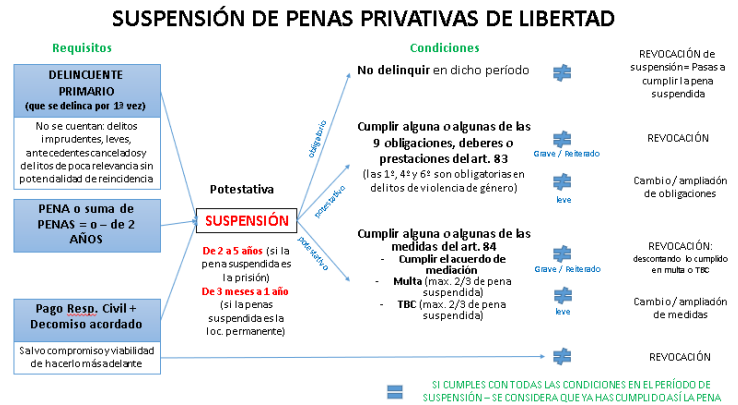 SUSPENSIÓN DE PENAS PRIVATIVAS DE LIBERTAD
Requisitos
DELINCUENTE
PRIMARIO
(que se delinca por 1ª vez)
No se cuentan: delitos
imprudentes, leves,
antecedentes cancelados y
delitos de poca relevancia sin
potencialidad de reincidencia
PENA o suma de
PENAS = o – de 2
AÑOS
Pago Resp. Civil +
Decomiso acordado
Salvo compromiso y viabilidad
de hacerlo más adelante
Potestativa
SUSPENSIÓN
De 2 a 5 años (si la
pena suspendida es
la prisión)
De 3 meses a 1 año
(si la penas
suspendida es la
loc. permanente)
obligatorio
potestativo
potestativo
Condiciones
No delinquir en dicho período
Cumplir alguna o algunas de las
9 obligaciones, deberes o
prestaciones del art. 83
(las 1ª, 4ª y 6ª son obligatorias en
delitos de violencia de género)
Cumplir alguna o algunas de las
medidas del art. 84
- Cumplir el acuerdo de
mediación
- Multa (max. 2/3 de pena
suspendida)
- TBC (max. 2/3 de pena
suspendida)
REVOCACIÓN de
suspensión= Pasas a
cumplir la pena
suspendida
Grave / Reiterado
REVOCACIÓN
leve
Cambio / ampliación
de obligaciones
Grave / Reiterado
REVOCACIÓN:
descontando lo cumplido
en multa o TBC
leve
Cambio / ampliación
de medidas
REVOCACIÓN
SI CUMPLES CON TODAS LAS CONDICIONES EN EL PERÍODO DE
SUSPENSIÓN – SE CONSIDERA QUE YA HAS CUMPLIDO ASÍ LA PENA